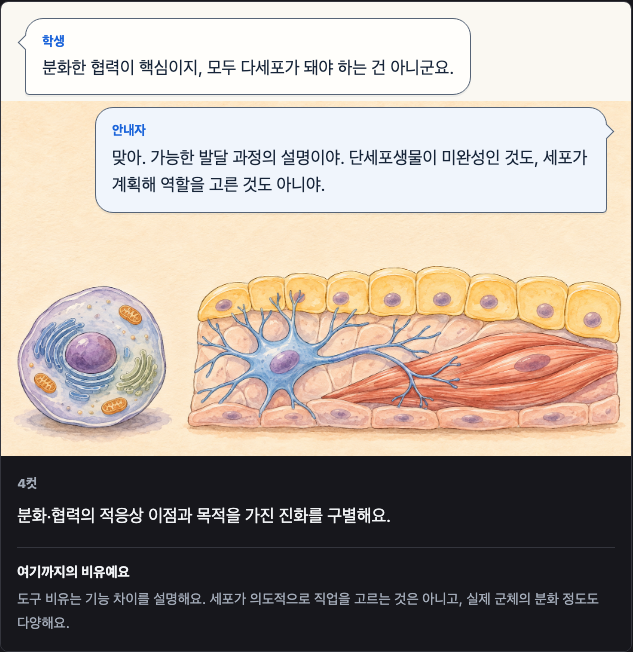 학생
분화한 협력이 핵심이지, 모두 다세포가 돼야 하는 건 아니군요.
안내자
맞아. 가능한 발달 과정의 설명이야. 단세포생물이 미완성인 것도, 세포가
계획해 역할을 고른 것도 아니야.
4컷
분화·협력의 적응상 이점과 목적을 가진 진화를 구별해요.
여기까지의 비유예요
도구 비유는 기능 차이를 설명해요. 세포가 의도적으로 직업을 고르는 것은 아니고, 실제 군체의 분화 정도도
다양해요.